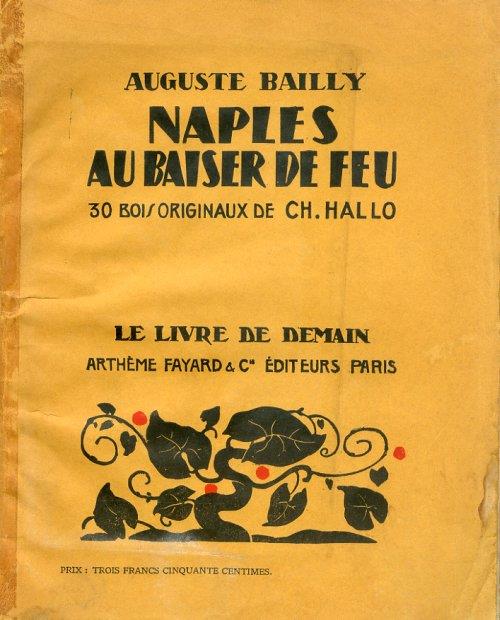 AUGUSTE BAILLY
NAPLES
AU BAISER DE FEU
30 BOIS ORIGINAUX DE CH. HALLO
LE LIVRE DE DEMAIN
ARTHÈME FAYARD & Cie ÉDITEURS PARIS
PRIX : TROIS FRANCS CINQUANTE CENTIMES.